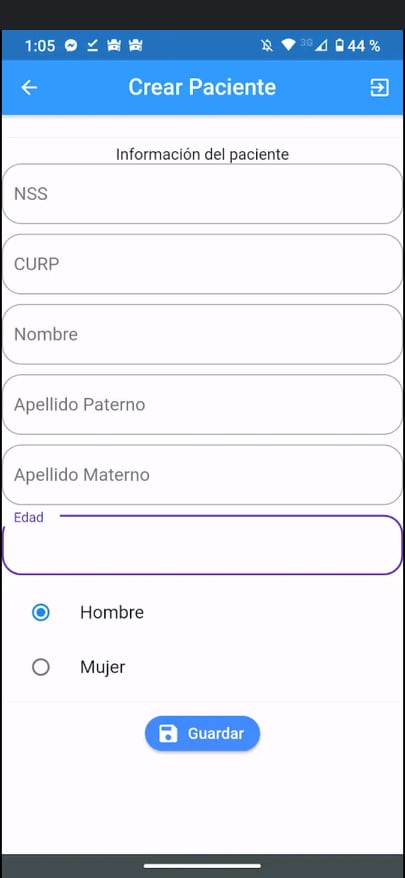 1:05 3G 44 %
Crear Paciente
Información del paciente
NSS
CURP
Nombre
Apellido Paterno
Apellido Materno
Edad
Hombre
Mujer
Guardar